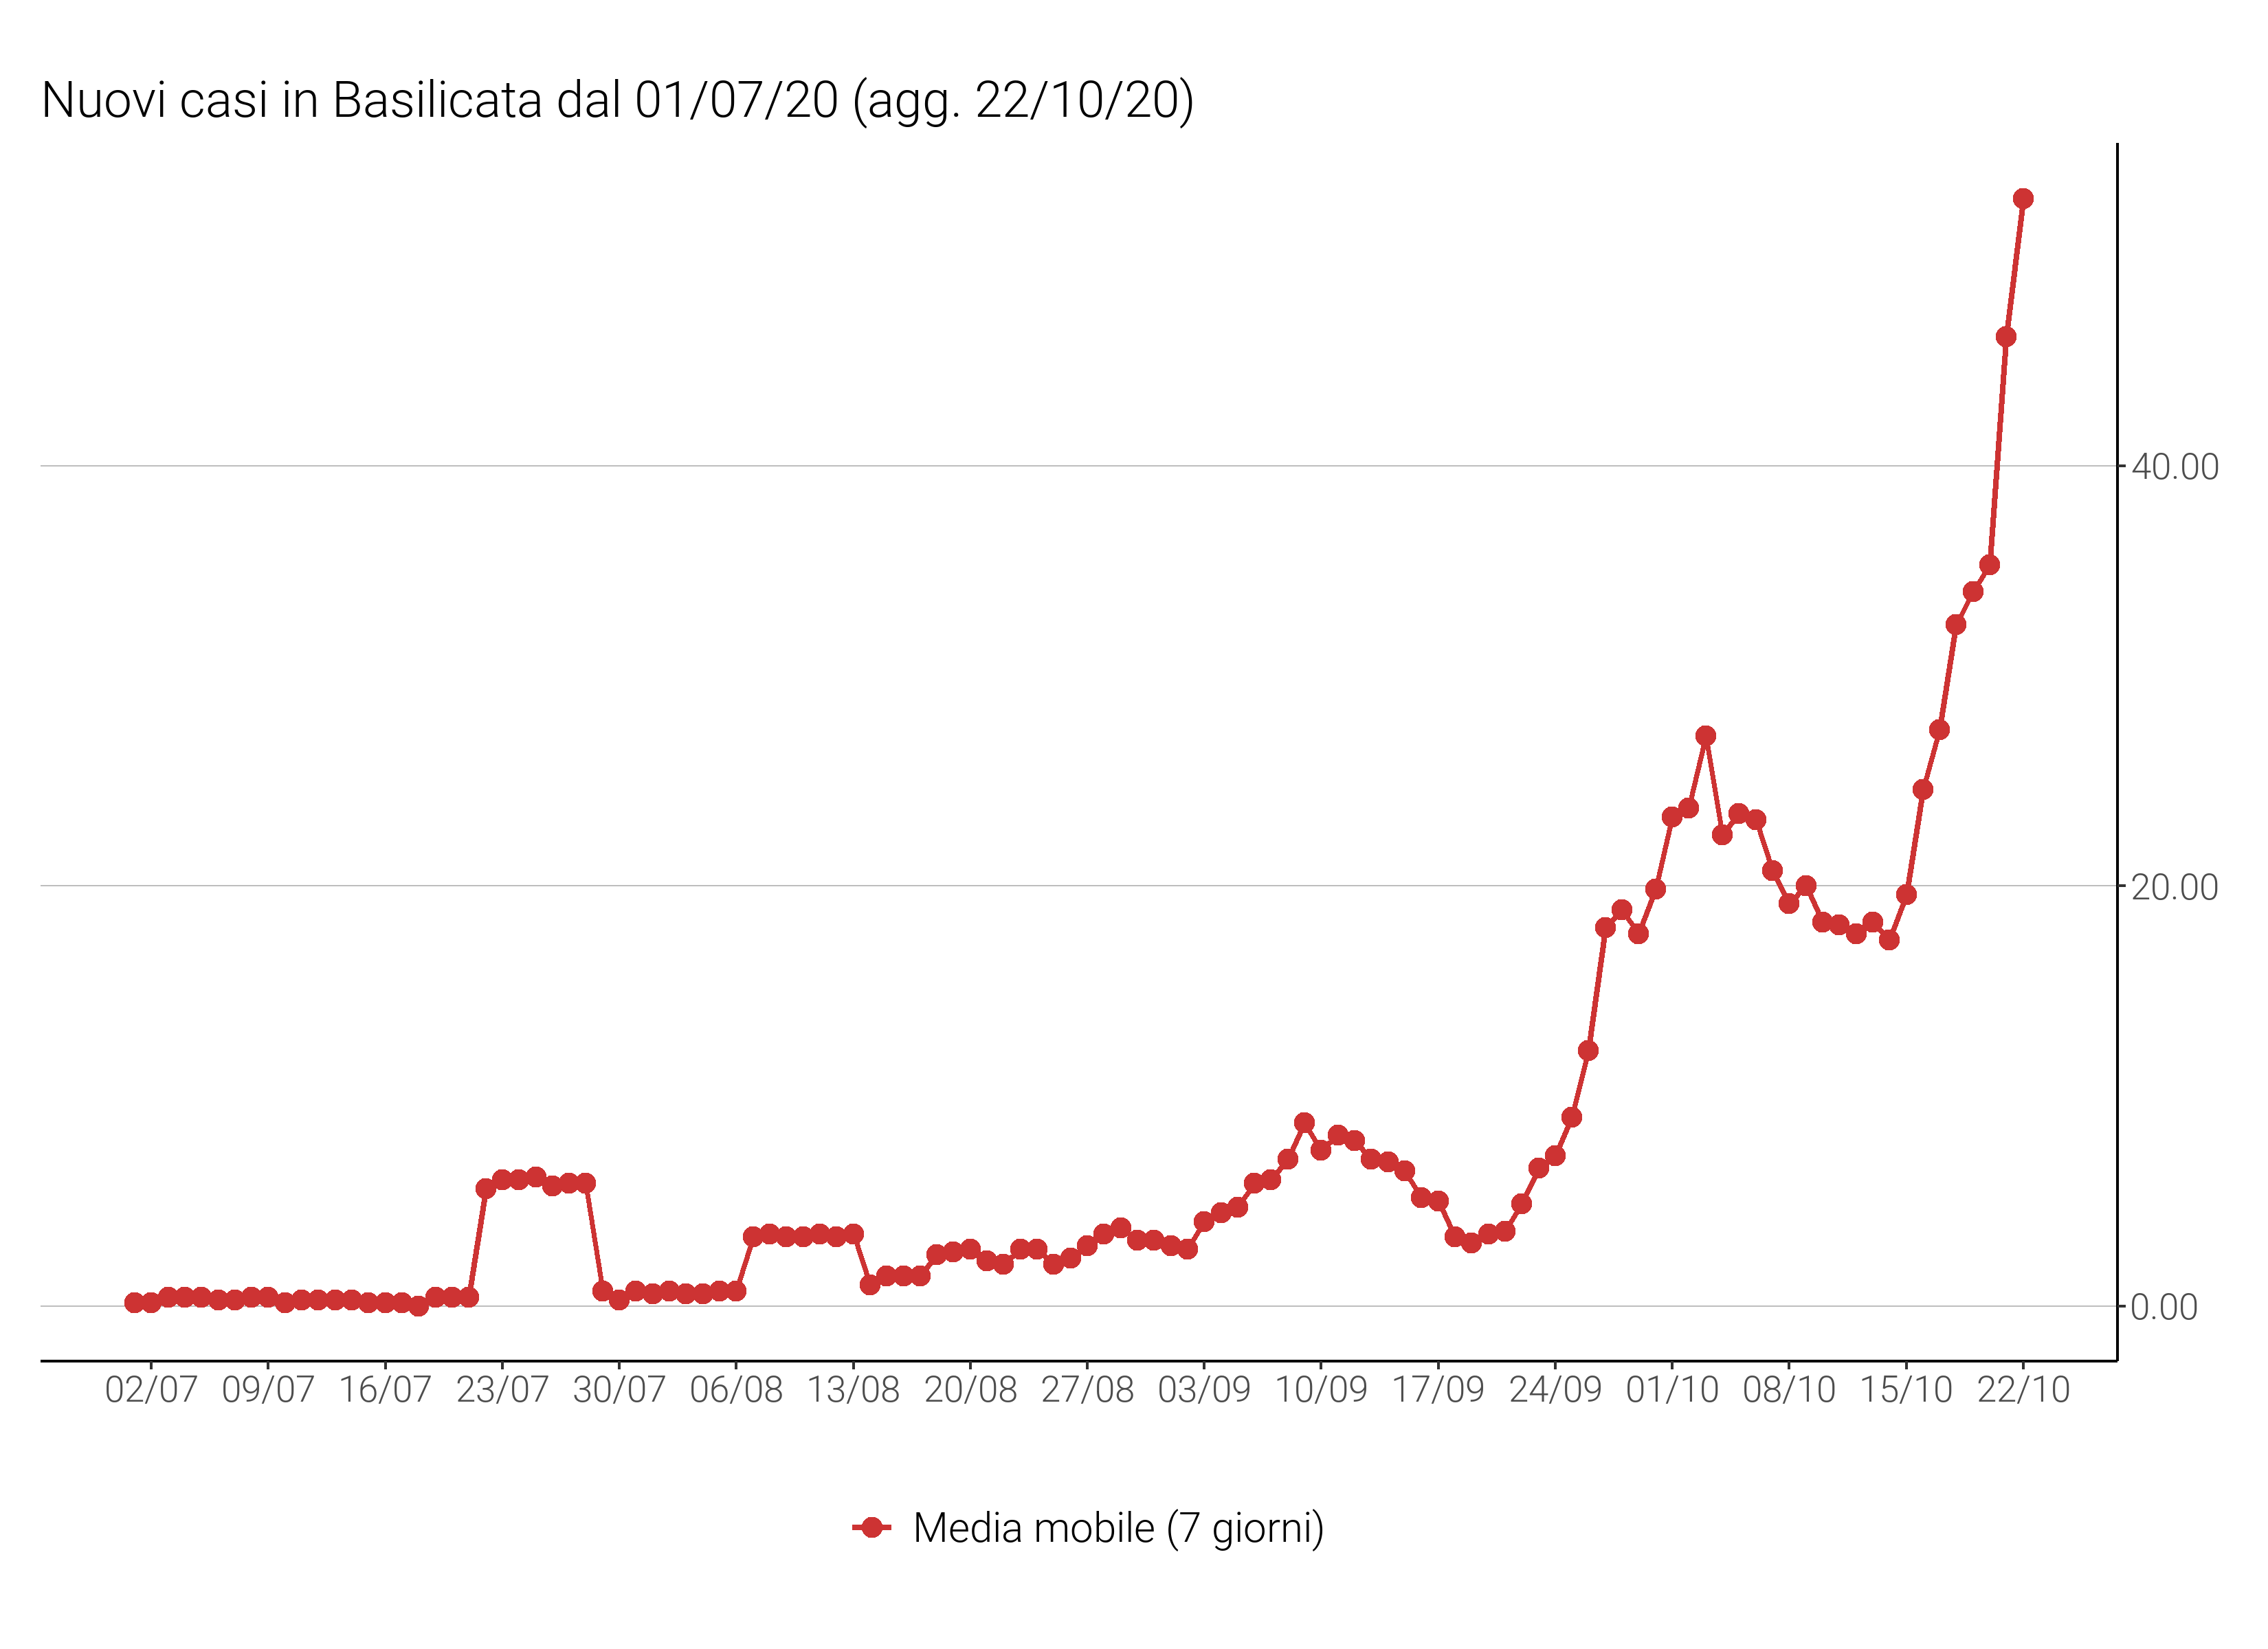 Nuovi casi in Basilicata dal 01/07/20 (agg. 22/10/20)
40.00
20.00
0.00
02/07 09/07 16/07 23/07 30/07 06/08 13/08 20/08 27/08 03/09 10/09 17/09 24/09 01/10 08/10 15/10 22/10
Media mobile (7 giorni)